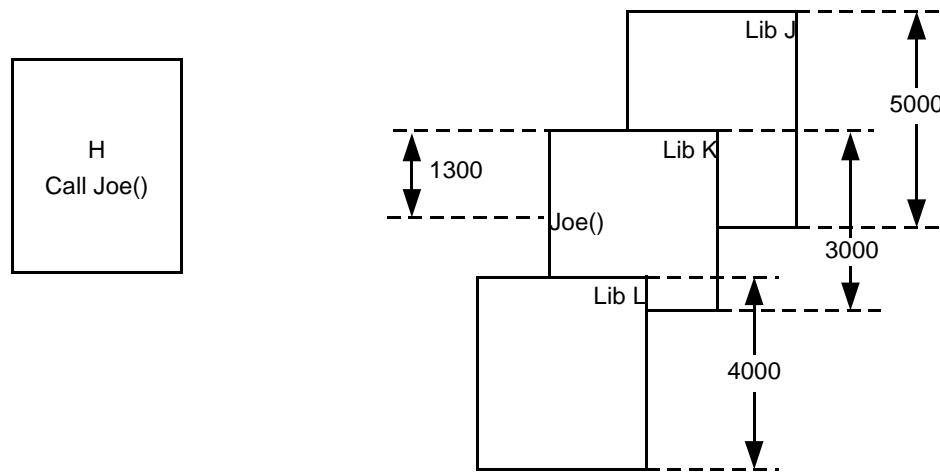 Lib J
5000
H
Call Joe()
Lib K
1300
Joe()
3000
Lib L
4000